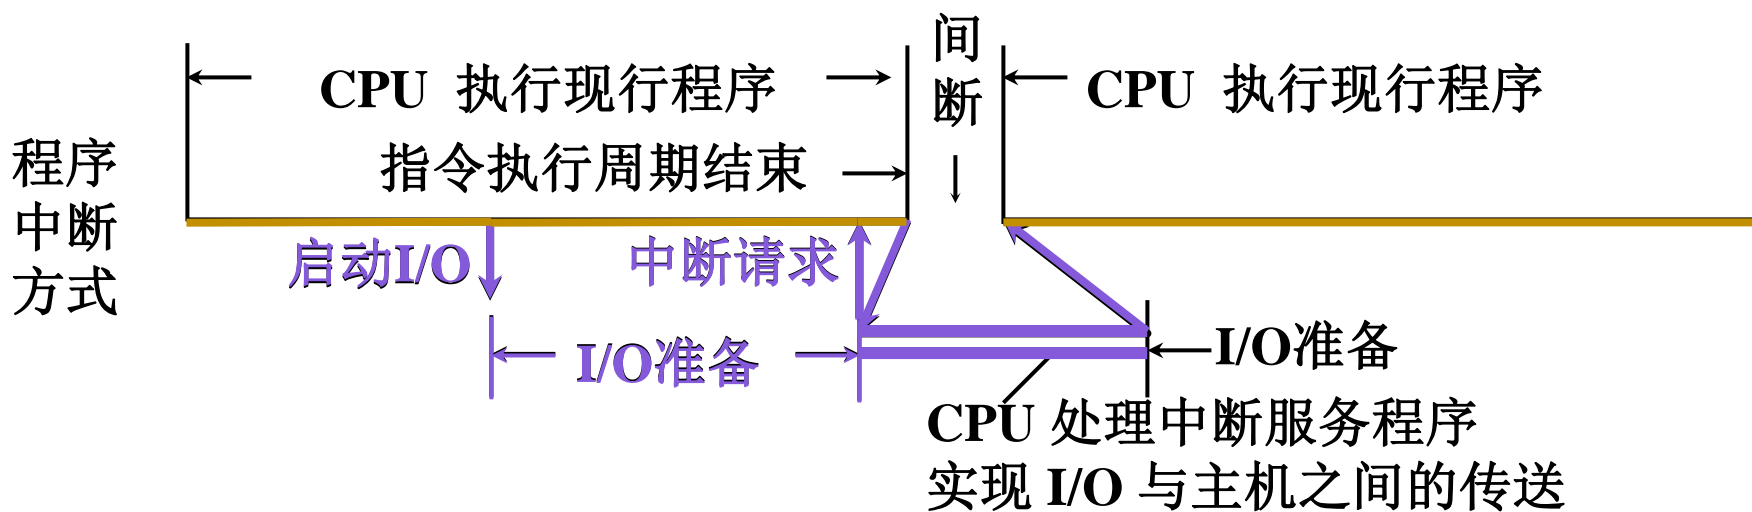 间
断
CPU 执行现行程序
CPU 执行现行程序
指令执行周期结束
程序
中断
方式
启动I/O
中断请求
I/O准备
I/O准备
CPU 处理中断服务程序
实现 I/O 与主机之间的传送